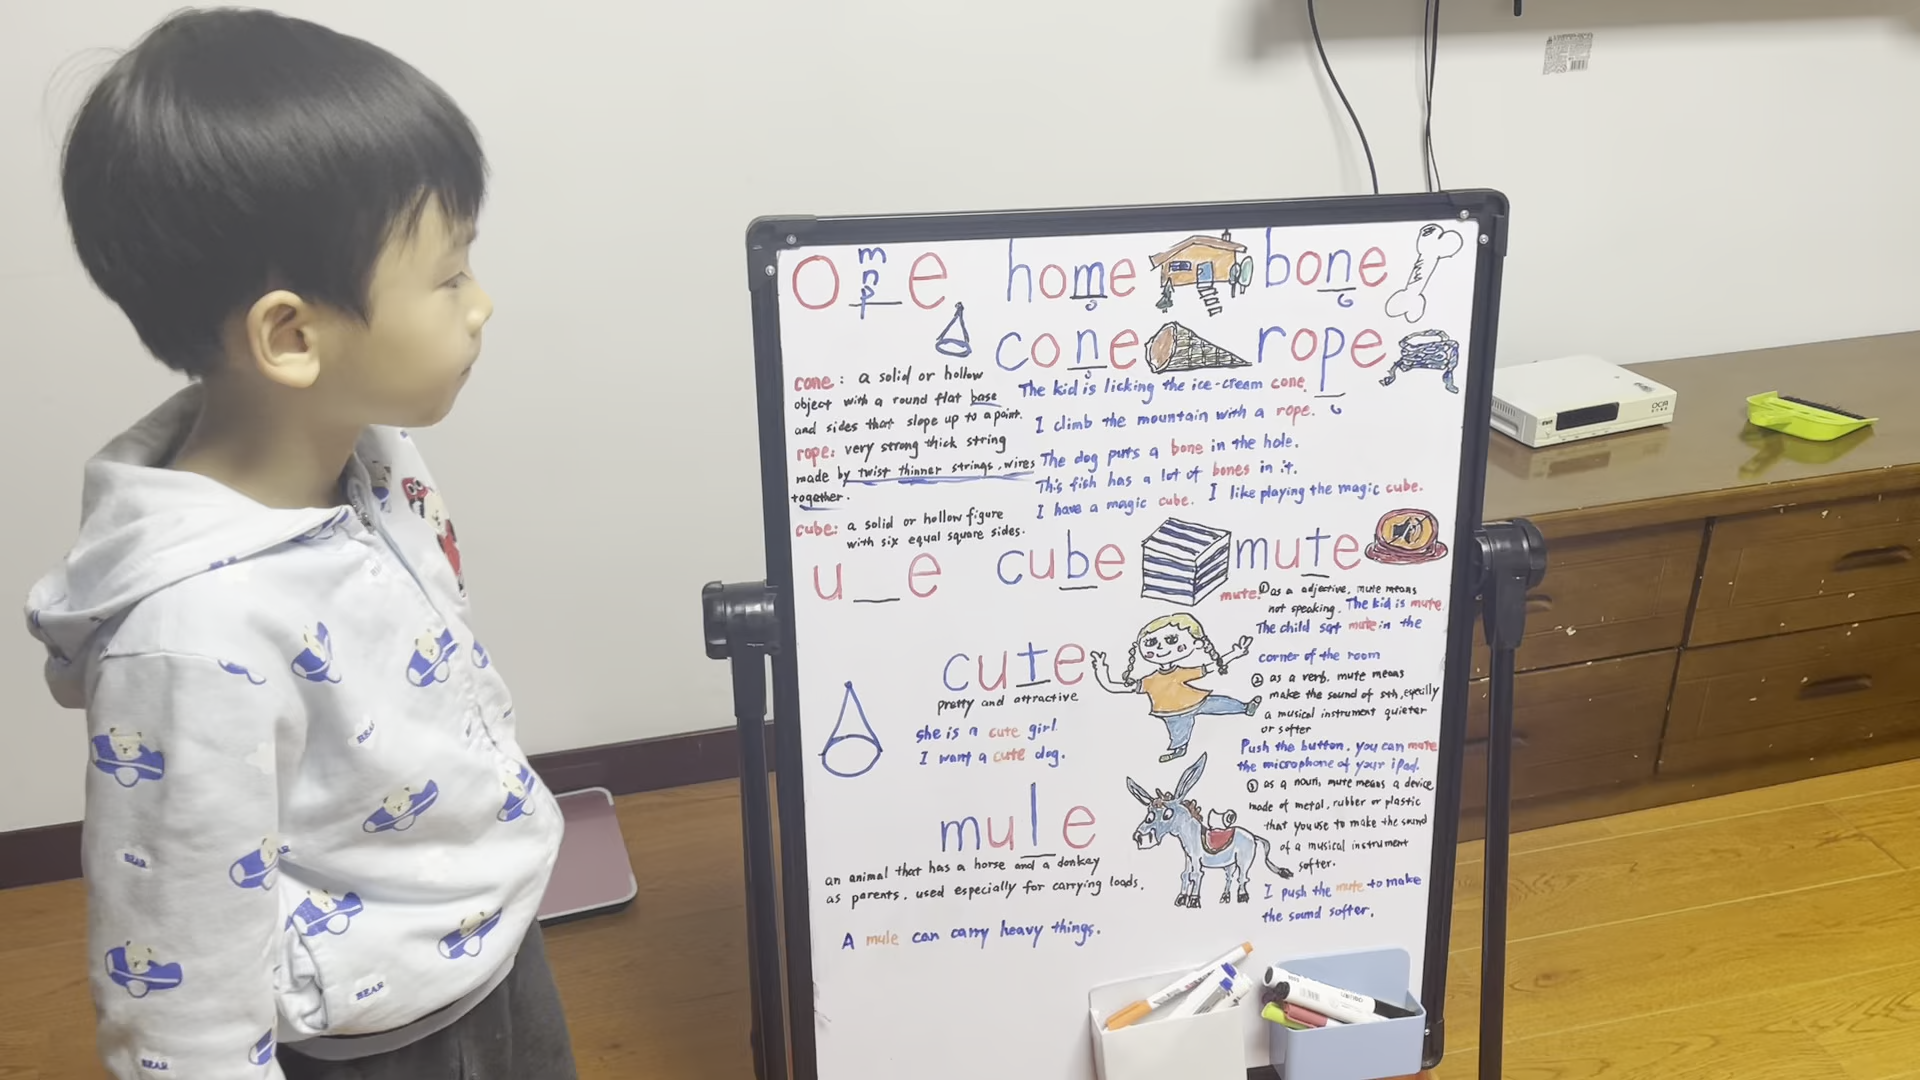 o m e home bone
n
p
cone rope
cone: a solid or hollow
object with a round flat base
and sides that slope up to a point.
rope: very strong thick string
made by twist thinner strings, wires
together.
cube: a solid or hollow figure
with six equal square sides.
The kid is licking the ice-cream cone.
I climb the mountain with a rope.
The dog puts a bone in the hole.
This fish has a lot of bones in it.
I have a magic cube. I like playing the magic cube.
u _ e cube mute
mute: ① as a adjective, mute means
not speaking. The kid is mute.
The child sat mute in the
corner of the room
② as a verb, mute means
make the sound of sth,
a musical instrument quieter
or softer
Push the button, you can mute
the microphone of your iPad.
③ as a noun, mute means a device
made of metal, rubber or plastic
that you use to make the sound
of a musical instrument
softer.
I push the mute to make
the sound softer.
cute
pretty and attractive
she is a cute girl
I want a cute dog.
mule
an animal that has a horse and a donkey
as parents, used especially for carrying loads.
A mule can carry heavy things.
BEAR
BEAR
BEAR
BEAR
BEAR